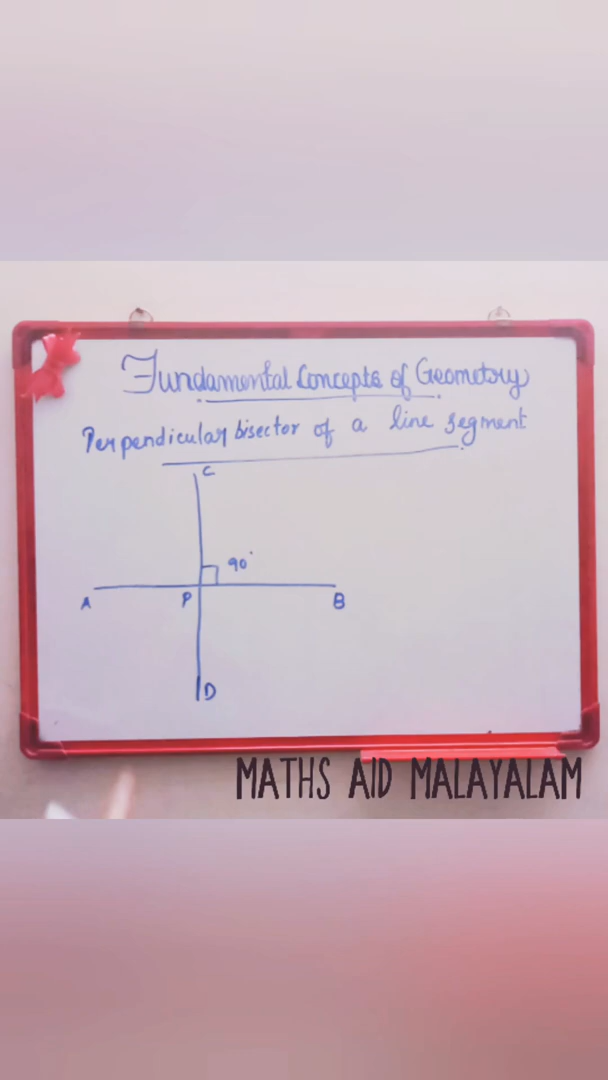 Fundamental Concepts of Geometry
Perpendicular bisector of a line segment
C
90°
A P B
D
MATHS AID MALAYALAM